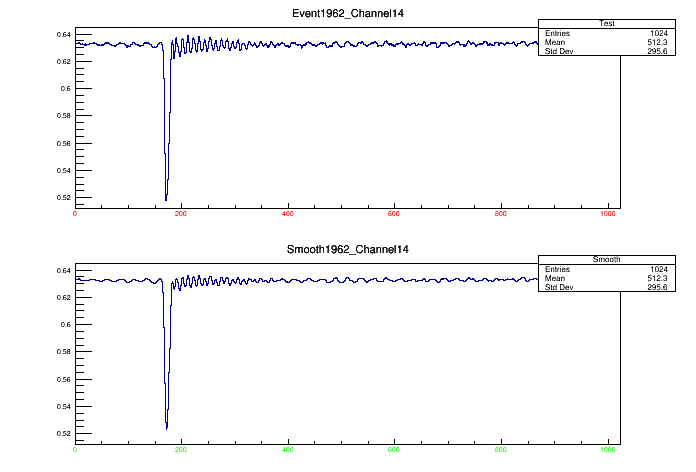 Event1962_Channel14
Test
Entries 1024
Mean 512.3
Std Dev 295.6
0.64
0.62
0.6
0.58
0.56
0.54
0.52
0 200 400 600 800 1000
Smooth1962_Channel14
Smooth
Entries 1024
Mean 512.3
Std Dev 295.6
0.64
0.62
0.6
0.58
0.56
0.54
0.52
0 200 400 600 800 1000